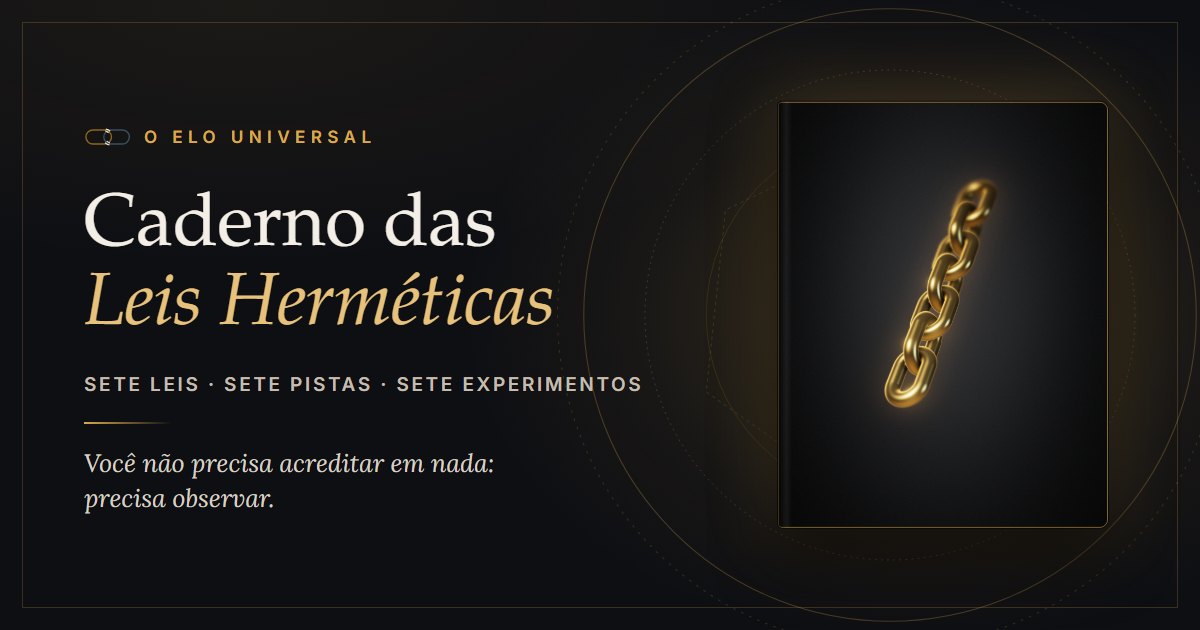 O ELO UNIVERSAL
Caderno das
Leis Herméticas
SETE LEIS · SETE PISTAS · SETE EXPERIMENTOS
Você não precisa acreditar em nada:
precisa observar.